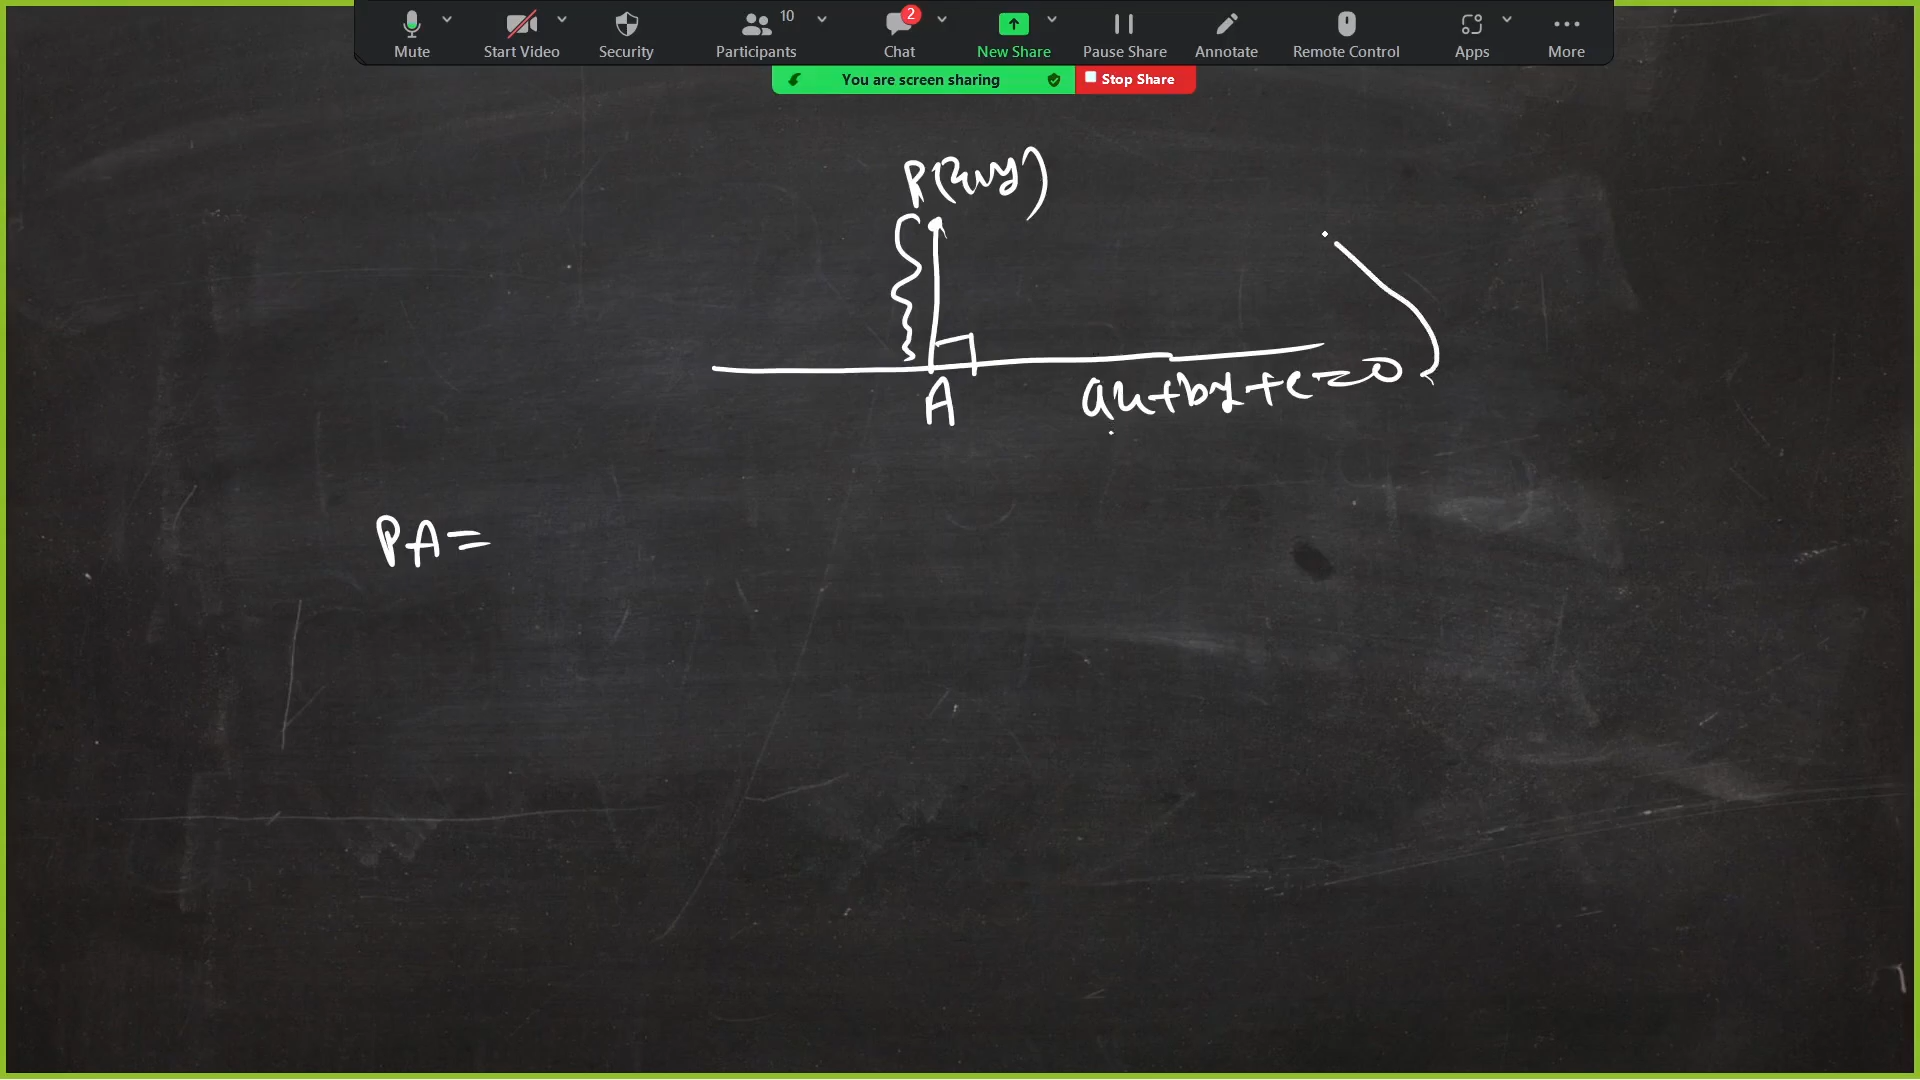 Mute Start Video Security Participants 10 Chat 2 New Share Pause Share Annotate Remote Control Apps More
You are screen sharing Stop Share
P(x,y)
A
ax+by+c=0
PA=